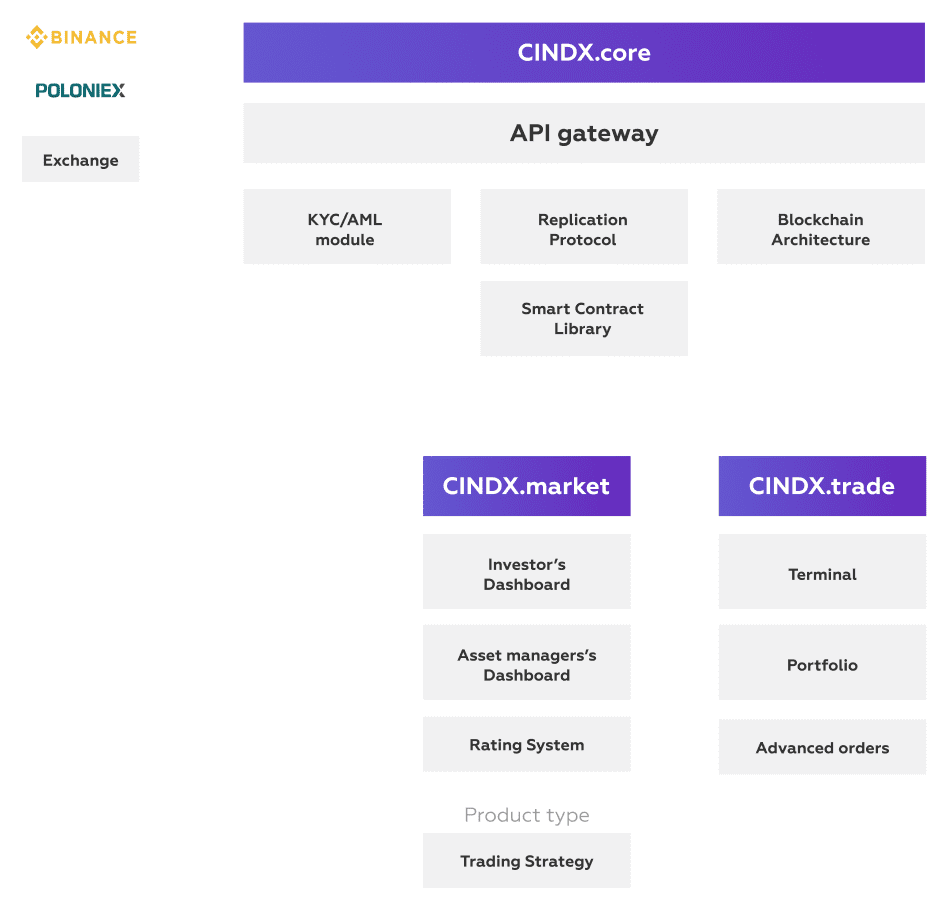 BINANCE
POLONIEX
Exchange
CINDX.core
API gateway
KYC/AML
module
Replication
Protocol
Blockchain
Architecture
Smart Contract
Library
CINDX.market
Investor’s
Dashboard
Asset managers’s
Dashboard
Rating System
Product type
Trading Strategy
CINDX.trade
Terminal
Portfolio
Advanced orders